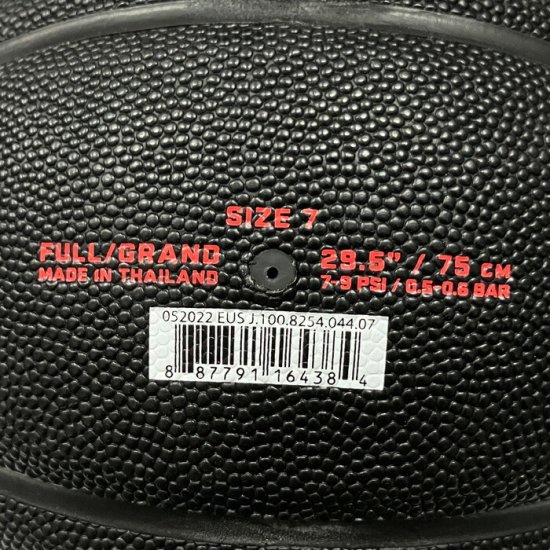 SIZE 7
FULL/GRAND
MADE IN THAILAND
29.5" / 75 CM
7-9 PSI / 0.5-0.6 BAR
052022 EUS J.100.8254.044.07
8 87791 16438 4